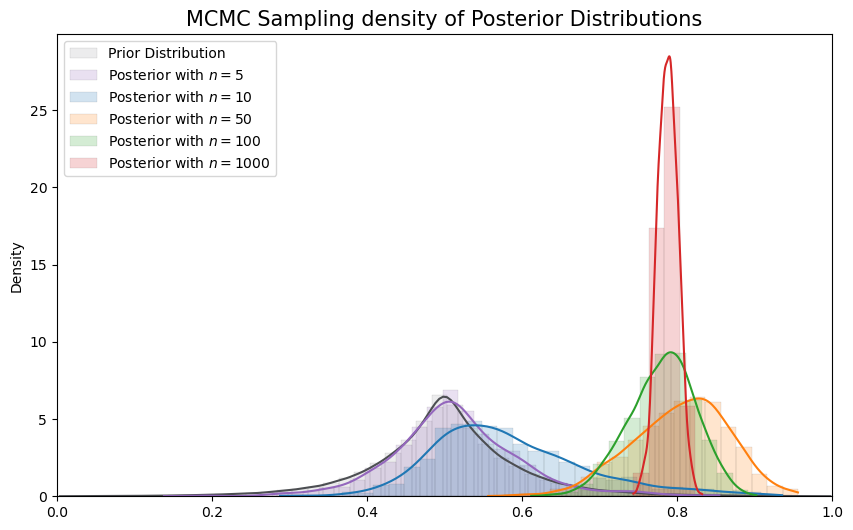 MCMC Sampling density of Posterior Distributions
Prior Distribution
Posterior with n = 5
Posterior with n = 10
Posterior with n = 50
Posterior with n = 100
Posterior with n = 1000
Density
25
20
15
10
5
0
0.0 0.2 0.4 0.6 0.8 1.0